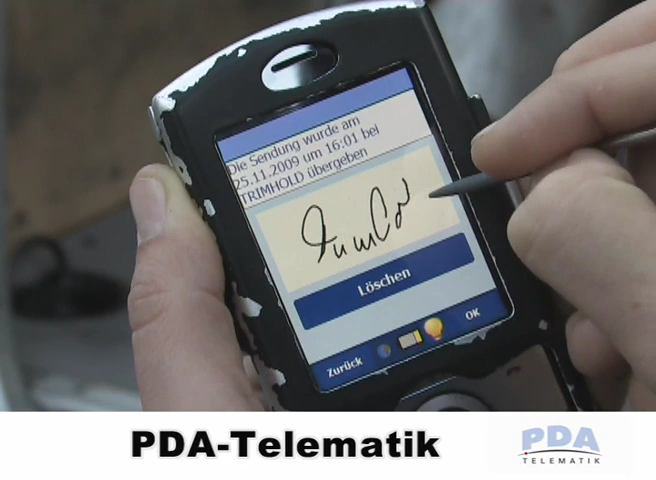 Die Sendung wurde am
25.11.2009 um 16:01 bei
TRIMHOLD übergeben
Löschen
Zurück OK
PDA-Telematik
PDA
TELEMATIK